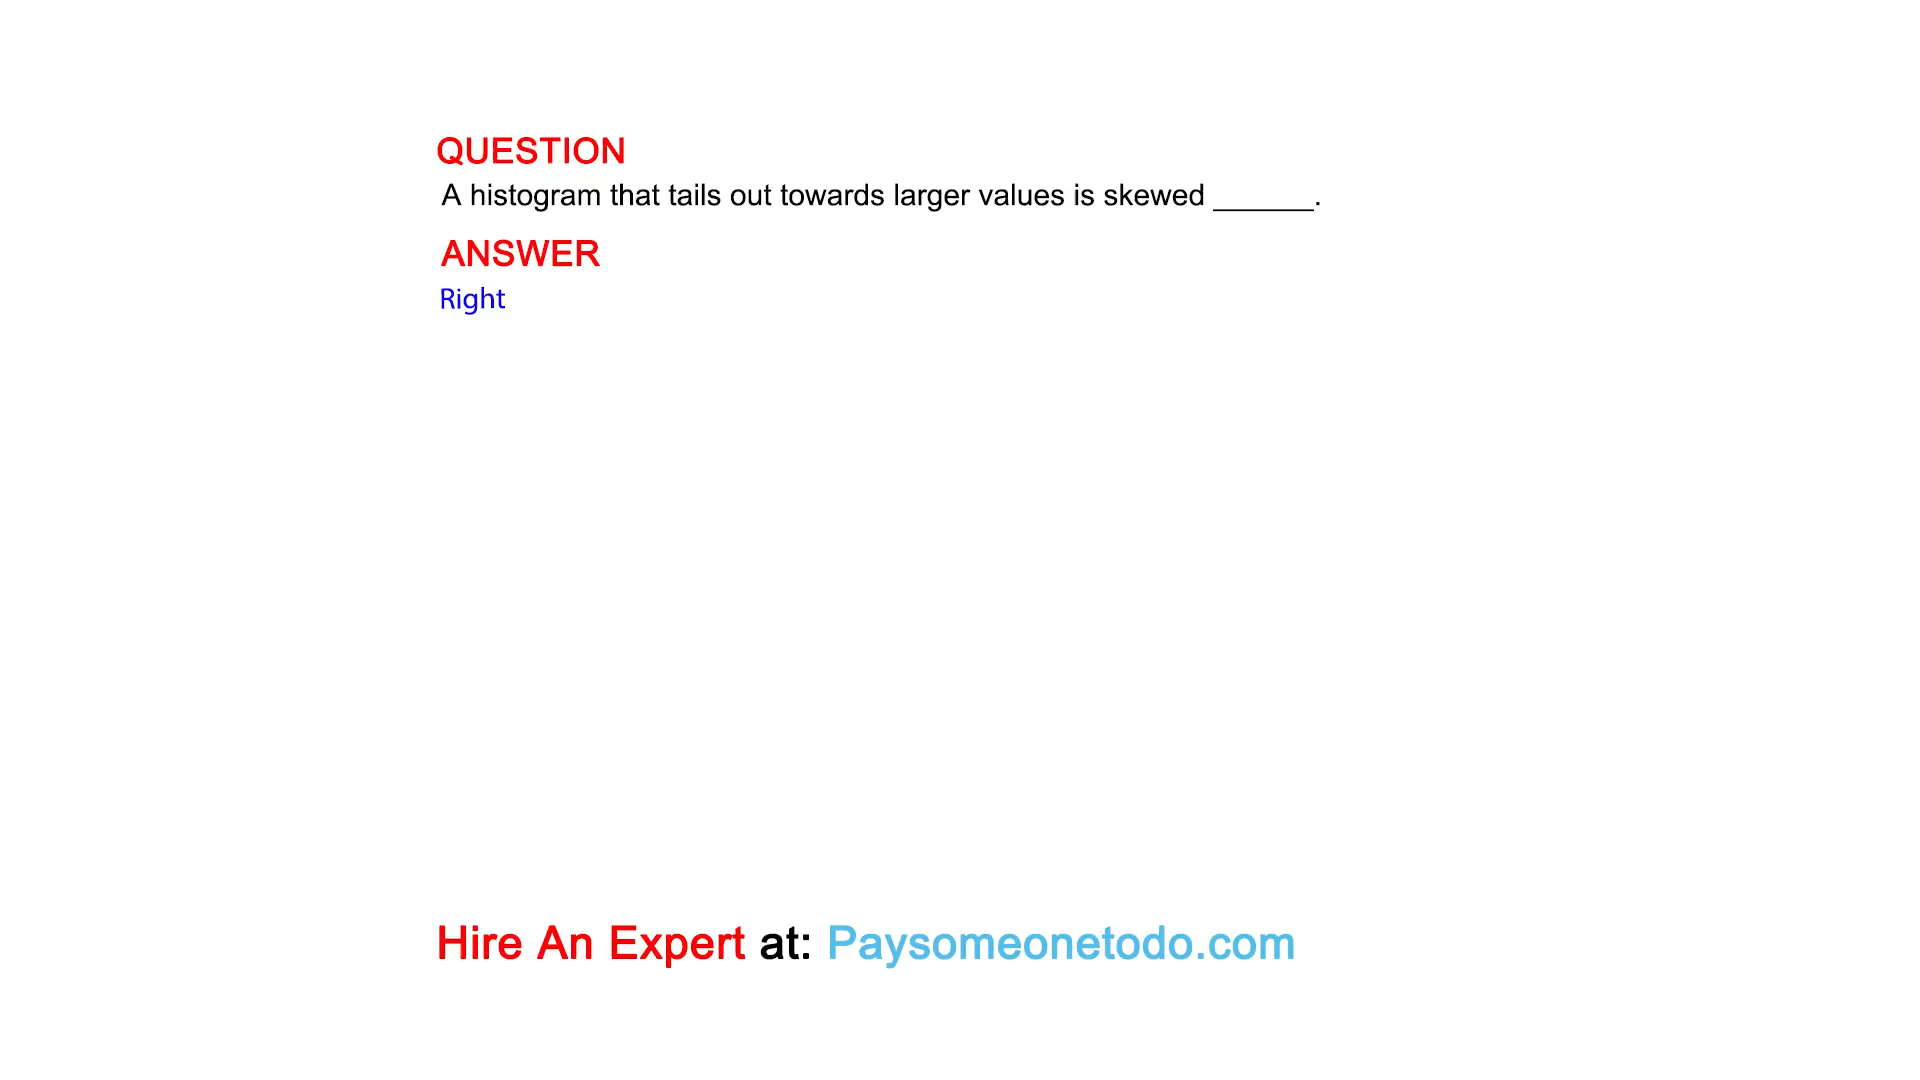 QUESTION
A histogram that tails out towards larger values is skewed ______.
ANSWER
Right
Hire An Expert at: Paysomeonetodo.com